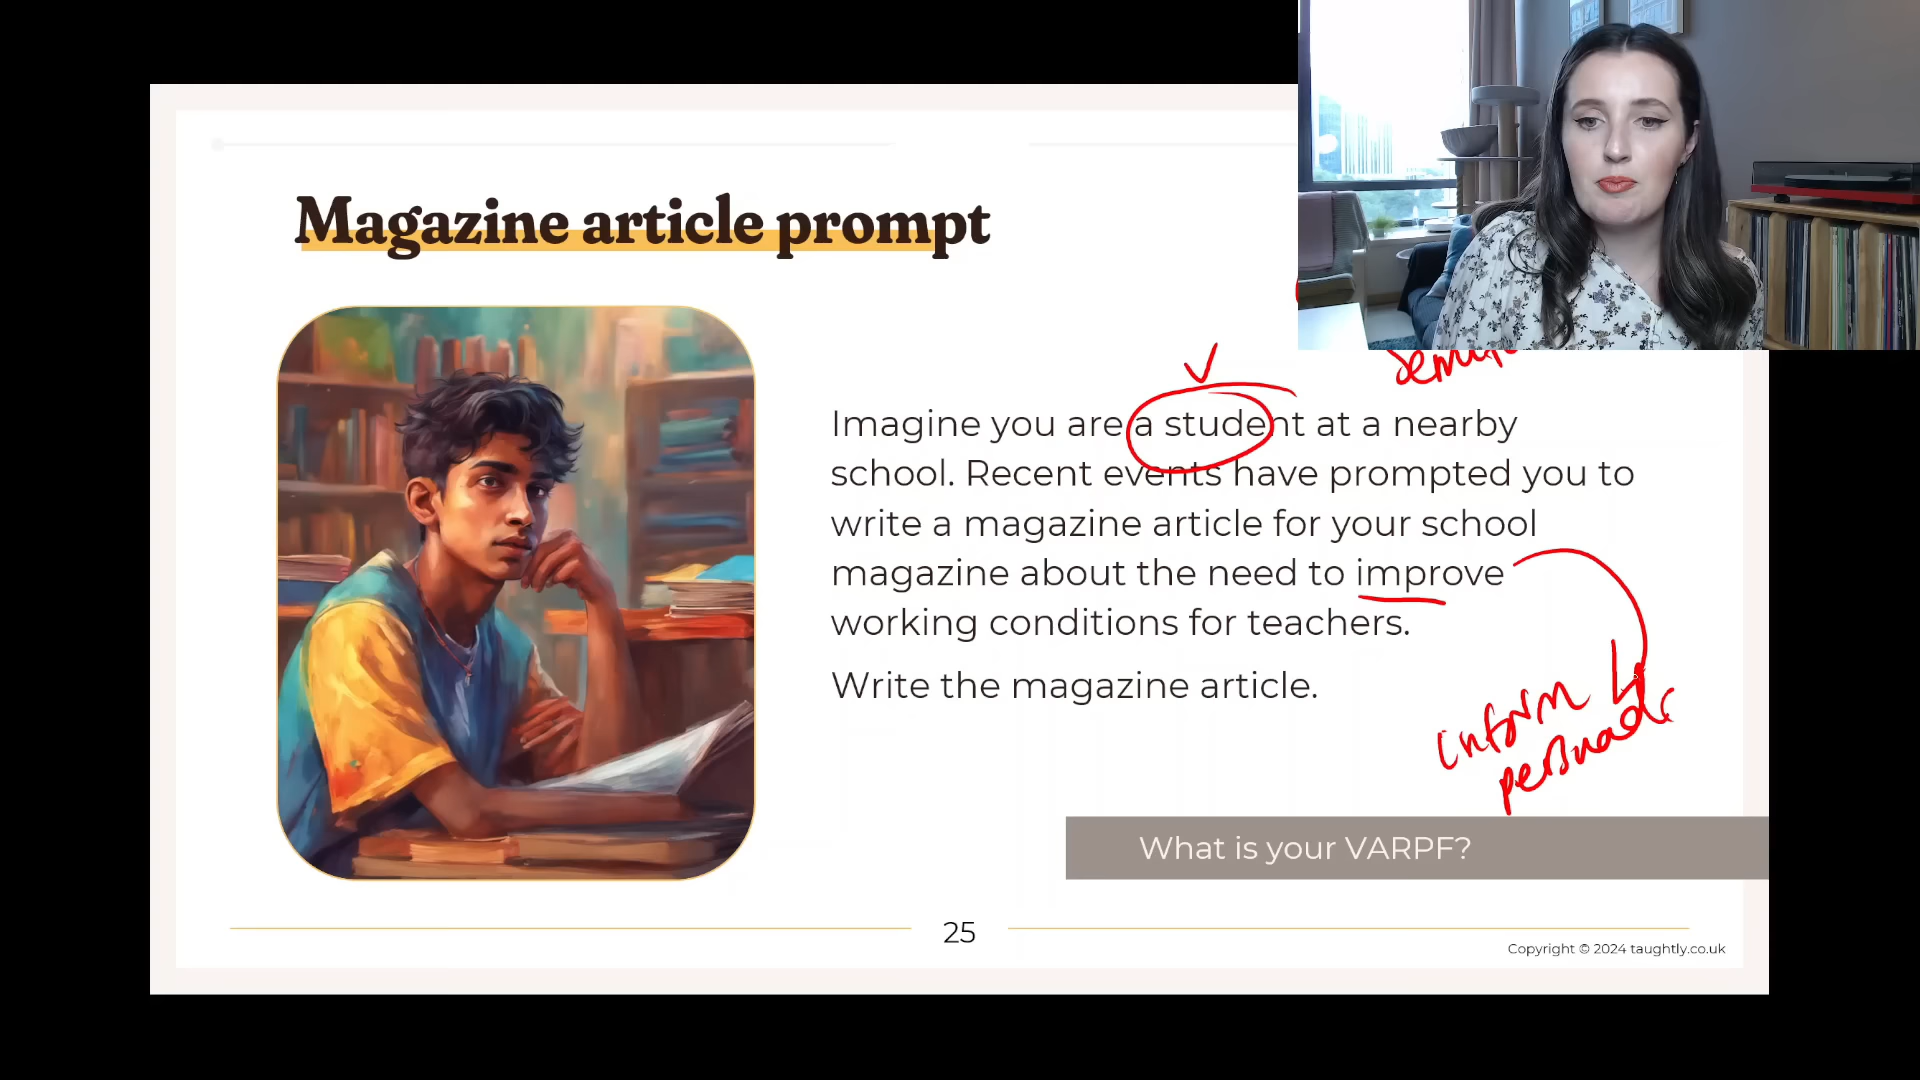 Magazine article prompt
V
Imagine you are a student at a nearby
school. Recent events have prompted you to
write a magazine article for your school
magazine about the need to improve
working conditions for teachers.
Write the magazine article.
inform
persuade
What is your VARPF?
25
Copyright © 2024 taughtly.co.uk